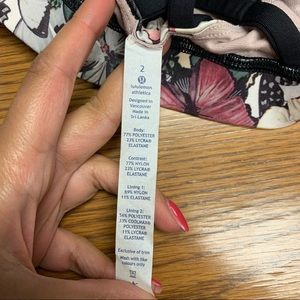 2
lululemon
athletica
Designed in
Vancouver
Made in
Sri Lanka
Body:
77% POLYESTER
23% LYCRA®
ELASTANE
Contrast:
77% NYLON
23% LYCRA®
ELASTANE
Lining 1:
89% NYLON
11% ELASTANE
Lining 2:
56% POLYESTER
33% COOLMAX®
POLYESTER
11% LYCRA®
ELASTANE
Exclusive of trim
Wash with like
colours only